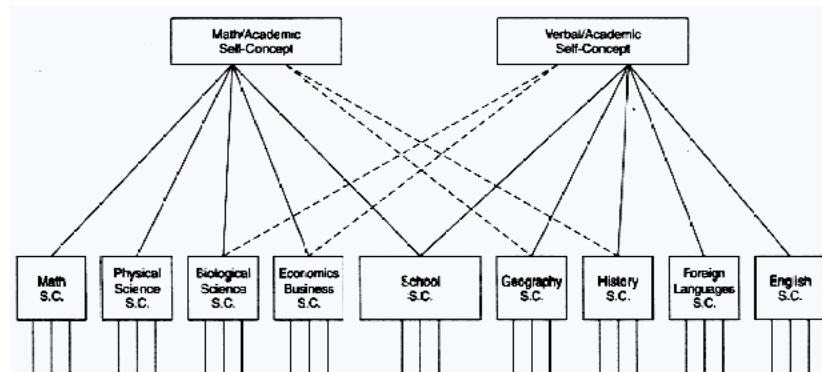 Math/Academic
Self-Concept
Verbal/Academic
Self-Concept
Math
S.C.
Physical
Science
S.C.
Biological
Science
S.C.
Economics
Business
S.C.
School
S.C.
Geography
S.C.
History
S.C.
Foreign
Languages
S.C.
English
S.C.